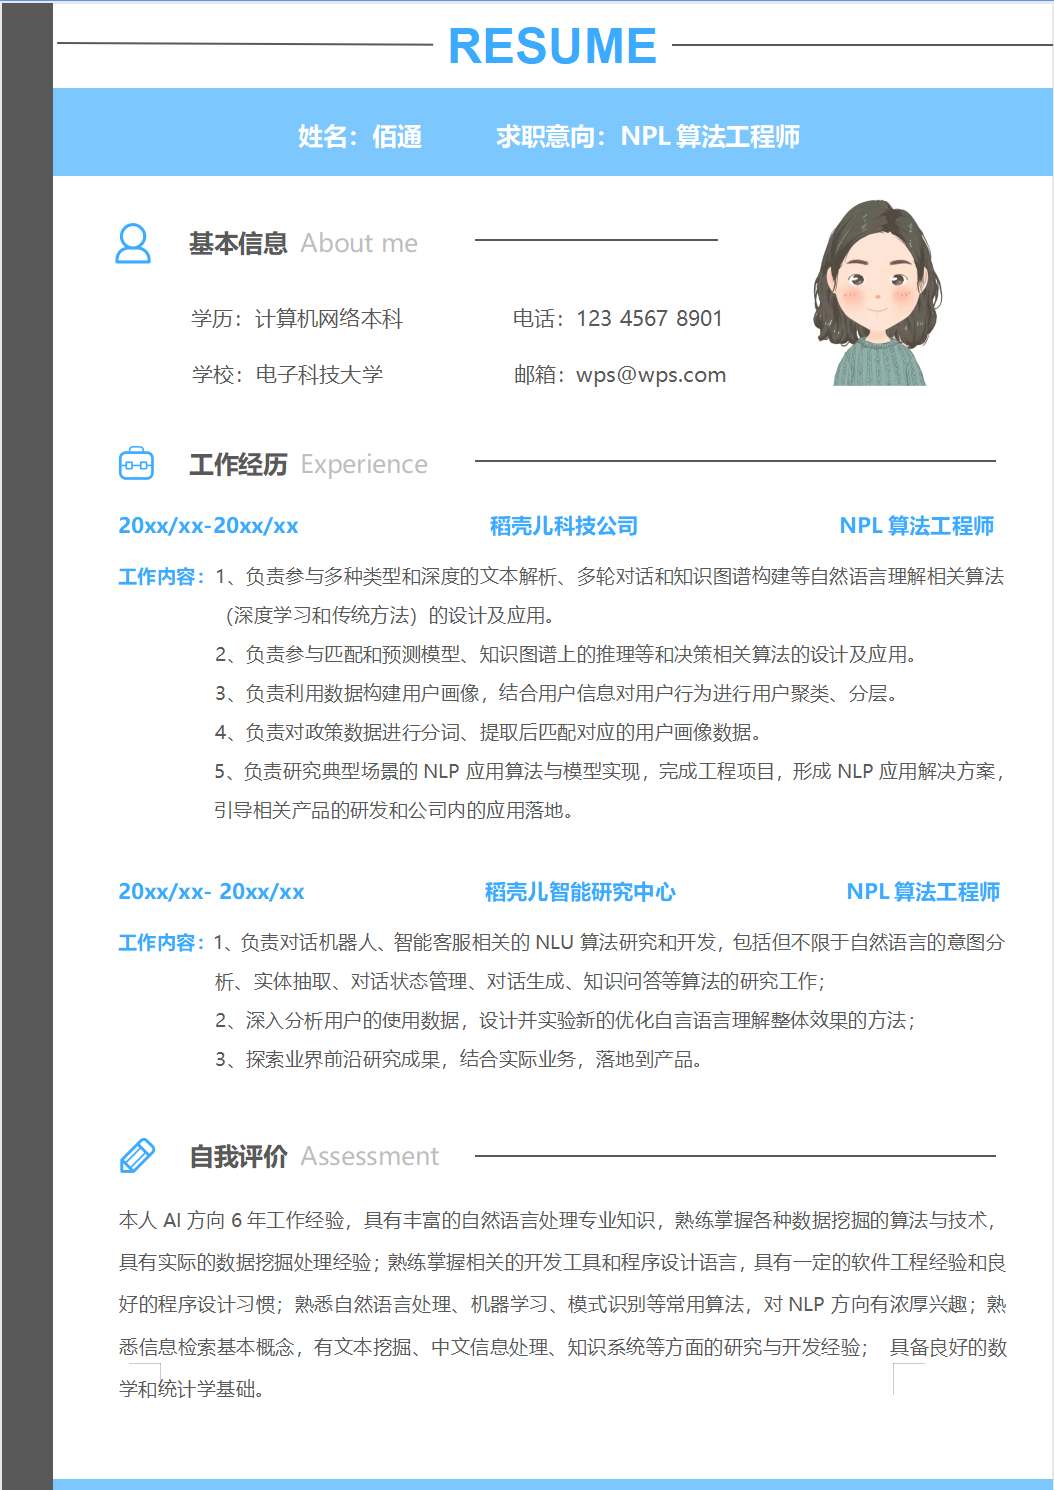 RESUME
姓名：佰通 求职意向：NPL 算法工程师
基本信息 About me
学历：计算机网络本科 电话：123 4567 8901
学校：电子科技大学 邮箱：wps@wps.com
工作经历 Experience
20xx/xx-20xx/xx 稻壳儿科技公司 NPL 算法工程师
工作内容：1、负责参与多种类型和深度的文本解析、多轮对话和知识图谱构建等自然语言理解相关算法
（深度学习和传统方法）的设计及应用。
2、负责参与匹配和预测模型、知识图谱上的推理等和决策相关算法的设计及应用。
3、负责利用数据构建用户画像，结合用户信息对用户行为进行用户聚类、分层。
4、负责对政策数据进行分词、提取后匹配对应的用户画像数据。
5、负责研究典型场景的 NLP 应用算法与模型实现，完成工程项目，形成 NLP 应用解决方案，
引导相关产品的研发和公司内的应用落地。
20xx/xx- 20xx/xx 稻壳儿智能研究中心 NPL 算法工程师
工作内容：1、负责对话机器人、智能客服相关的 NLU 算法研究和开发，包括但不限于自然语言的意图分
析、实体抽取、对话状态管理、对话生成、知识问答等算法的研究工作；
2、深入分析用户的使用数据，设计并实验新的优化自言语言理解整体效果的方法；
3、探索业界前沿研究成果，结合实际业务，落地到产品。
自我评价 Assessment
本人 AI 方向 6 年工作经验，具有丰富的自然语言处理专业知识，熟练掌握各种数据挖掘的算法与技术，
具有实际的数据挖掘处理经验；熟练掌握相关的开发工具和程序设计语言，具有一定的软件工程经验和良
好的程序设计习惯；熟悉自然语言处理、机器学习、模式识别等常用算法，对 NLP 方向有浓厚兴趣；熟
悉信息检索基本概念，有文本挖掘、中文信息处理、知识系统等方面的研究与开发经验； 具备良好的数
学和统计学基础。